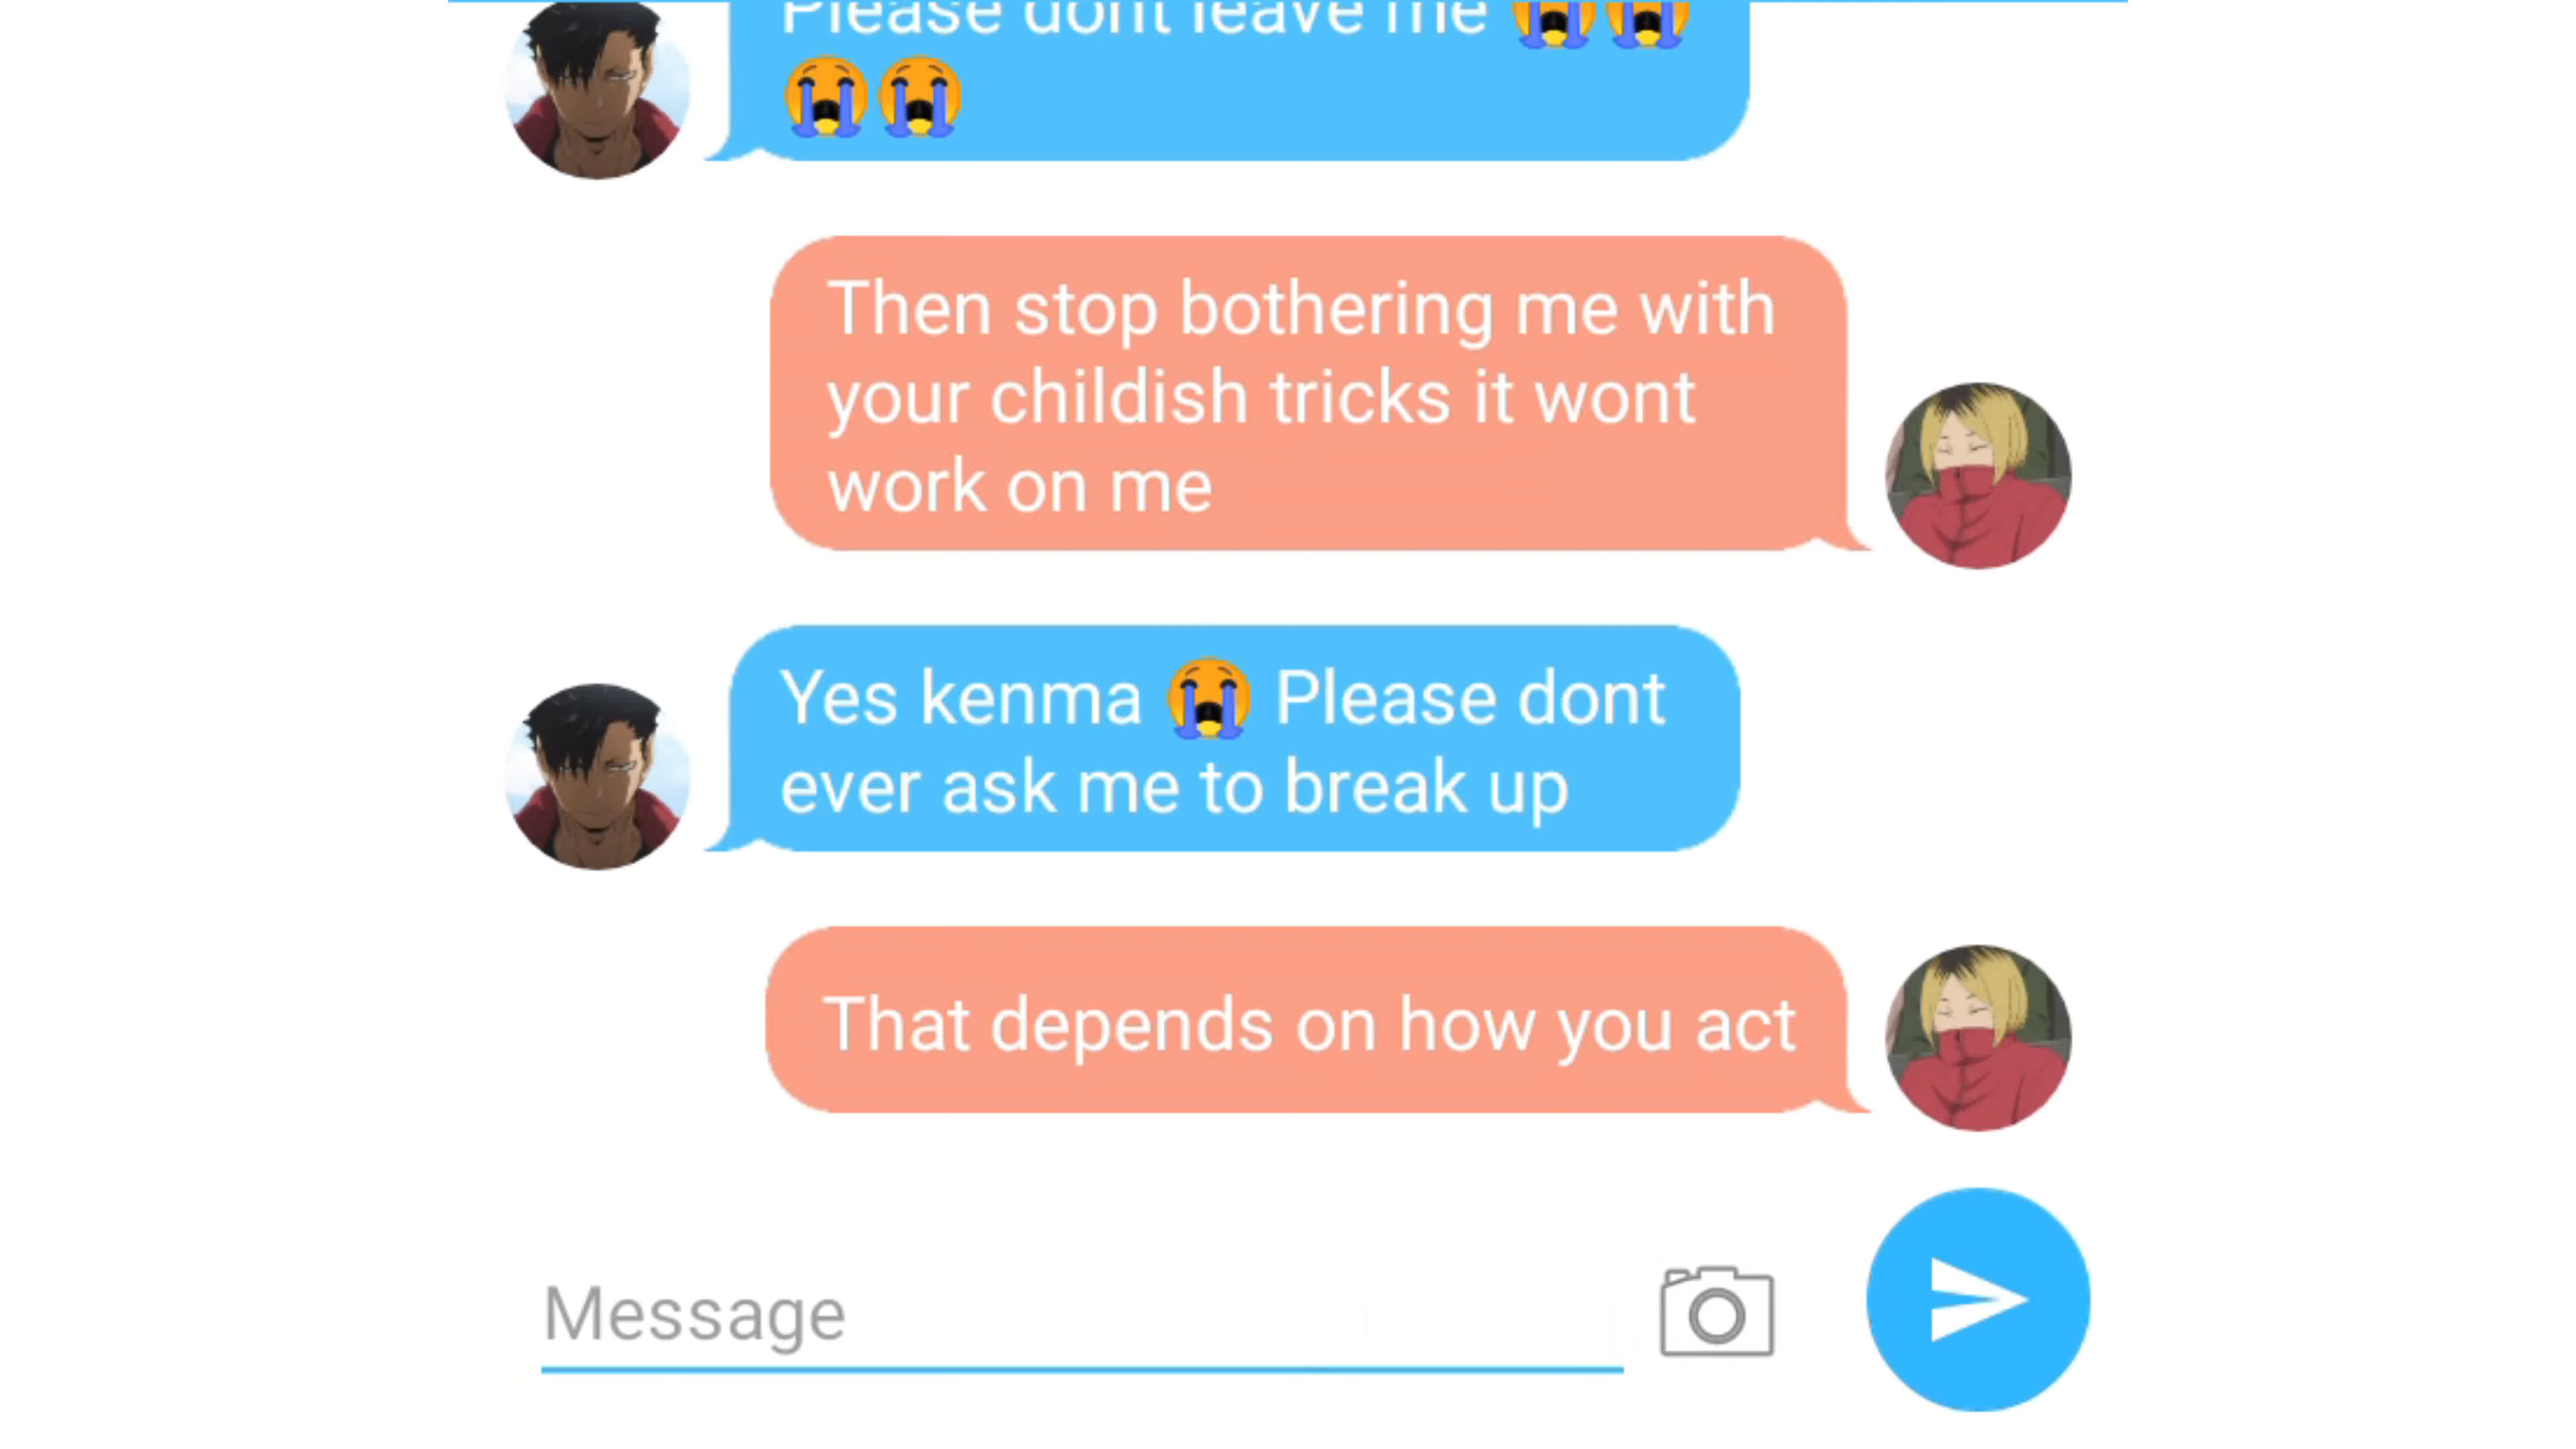 Please dont leave me 😭😭
😭😭
Then stop bothering me with
your childish tricks it wont
work on me
Yes kenma 😭 Please dont
ever ask me to break up
That depends on how you act
Message